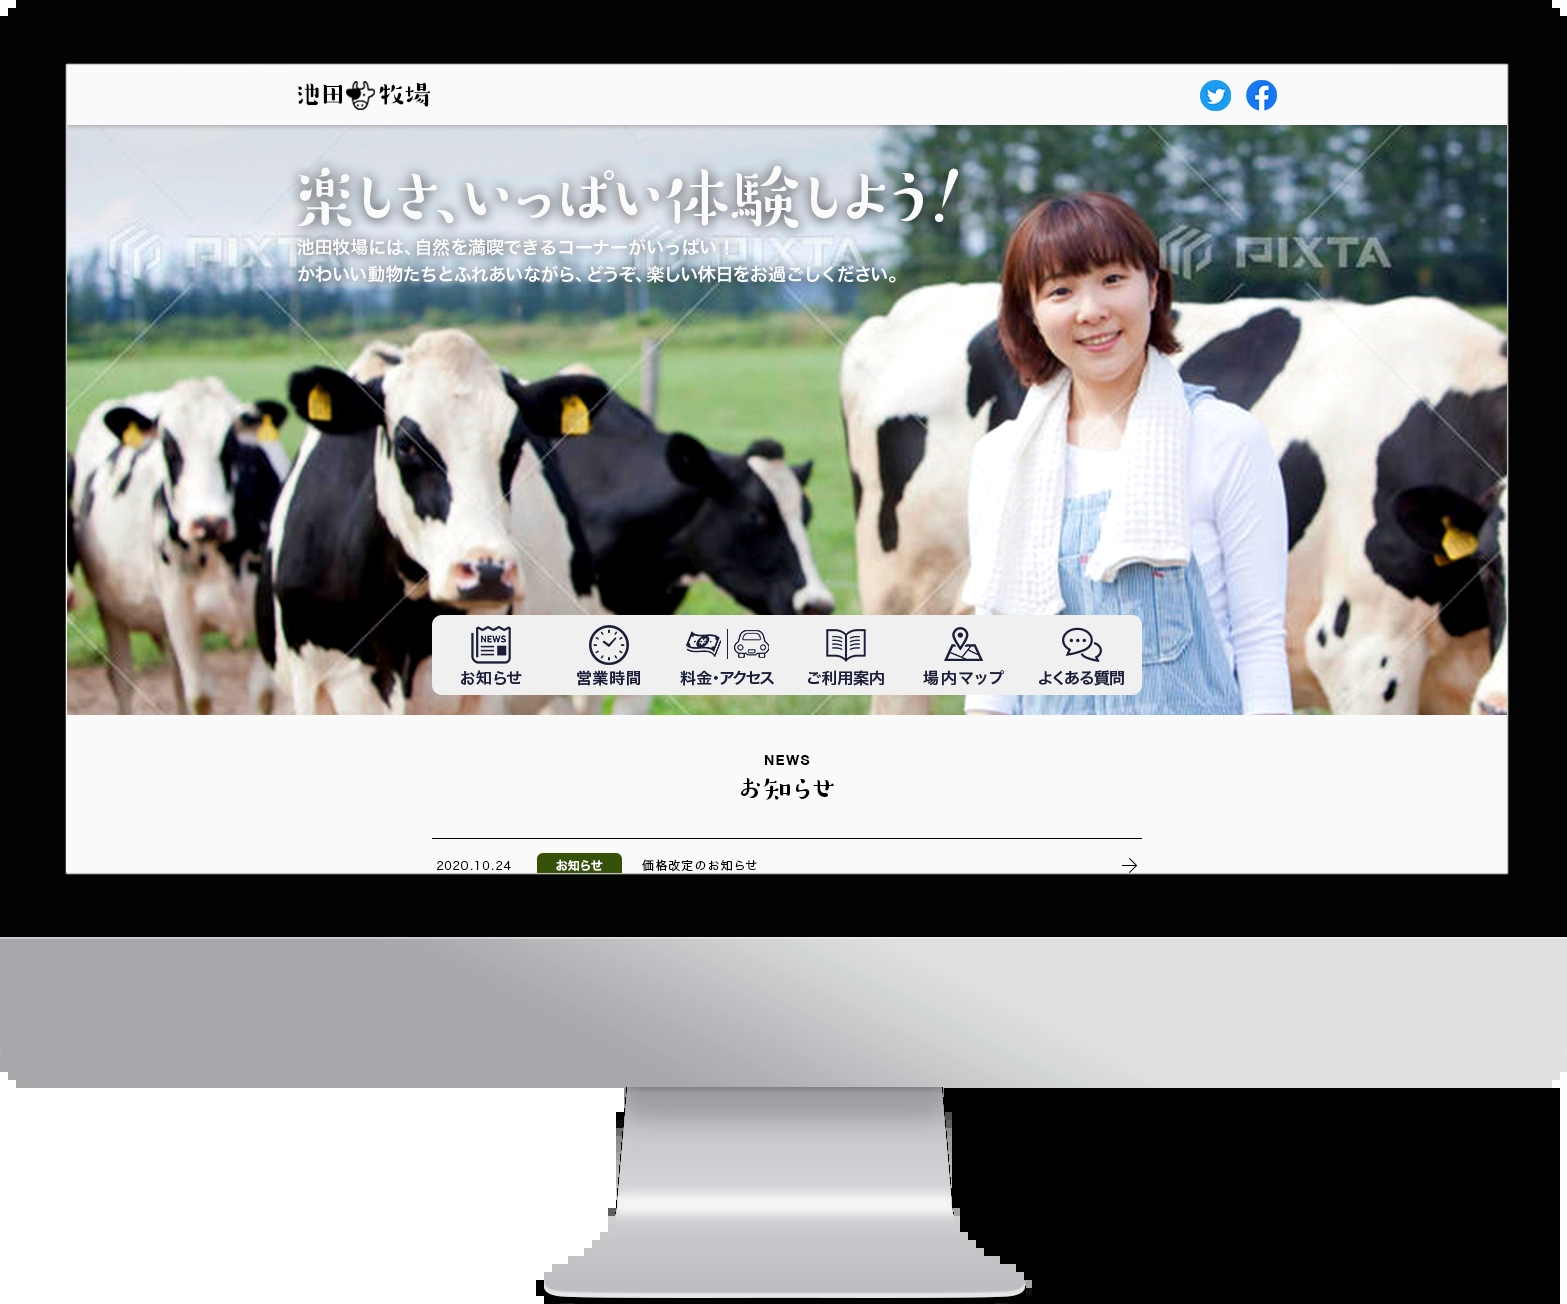 池田牧場
楽しさ、いっぱい体験しよう!
池田牧場には、自然を満喫できるコーナーがいっぱい！
かわいい動物たちとふれあいながら、どうぞ、楽しい休日をお過ごしください。
PIXTA PIXTA PIXTA
NEWS
お知らせ 営業時間 料金・アクセス ご利用案内 場内マップ よくある質問
NEWS
お知らせ
2020.10.24 お知らせ 価格改定のお知らせ